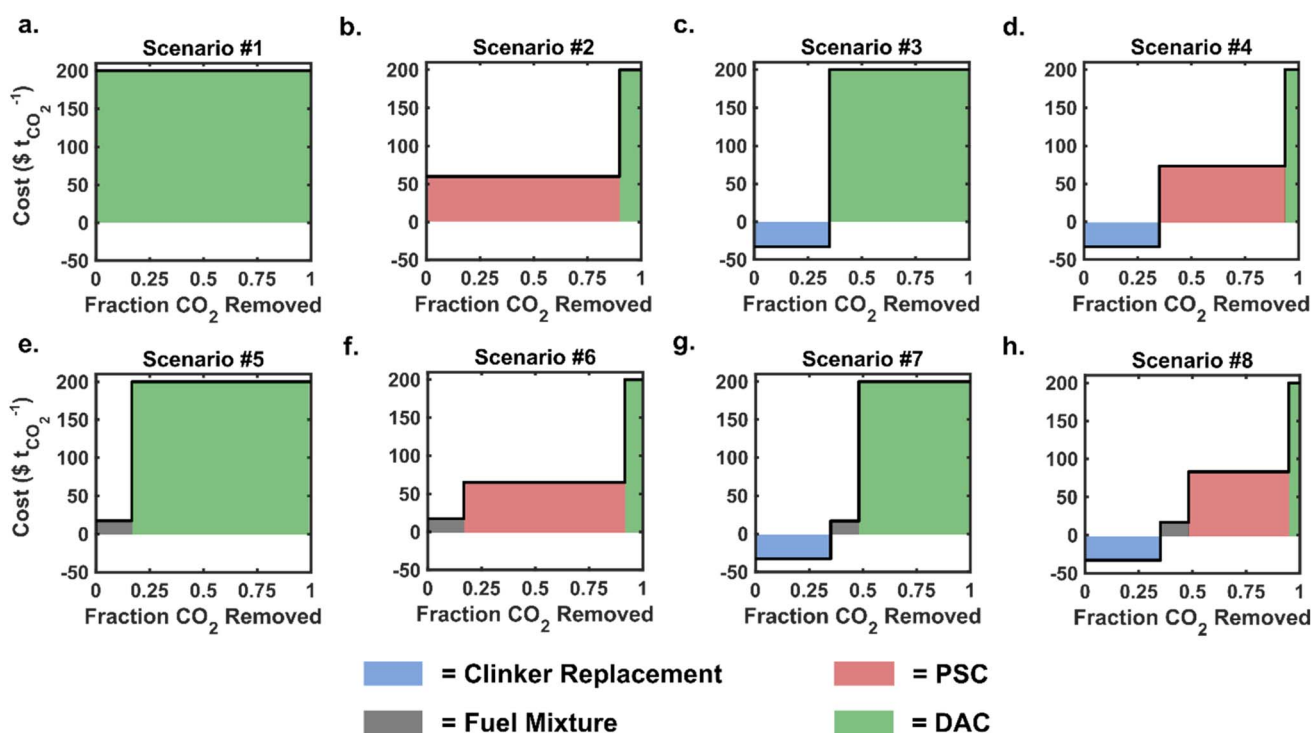 a.
Scenario #1
b.
Scenario #2
c.
Scenario #3
d.
Scenario #4
Cost ($ t_CO2^-1)
200
150
100
50
0
-50
0 0.25 0.5 0.75 1
Fraction CO2 Removed
200
150
100
50
0
-50
0 0.25 0.5 0.75 1
Fraction CO2 Removed
200
150
100
50
0
-50
0 0.25 0.5 0.75 1
Fraction CO2 Removed
200
150
100
50
0
-50
0 0.25 0.5 0.75 1
Fraction CO2 Removed
e.
Scenario #5
f.
Scenario #6
g.
Scenario #7
h.
Scenario #8
Cost ($ t_CO2^-1)
200
150
100
50
0
-50
0 0.25 0.5 0.75 1
Fraction CO2 Removed
200
150
100
50
0
-50
0 0.25 0.5 0.75 1
Fraction CO2 Removed
200
150
100
50
0
-50
0 0.25 0.5 0.75 1
Fraction CO2 Removed
200
150
100
50
0
-50
0 0.25 0.5 0.75 1
Fraction CO2 Removed
= Clinker Replacement
= PSC
= Fuel Mixture
= DAC